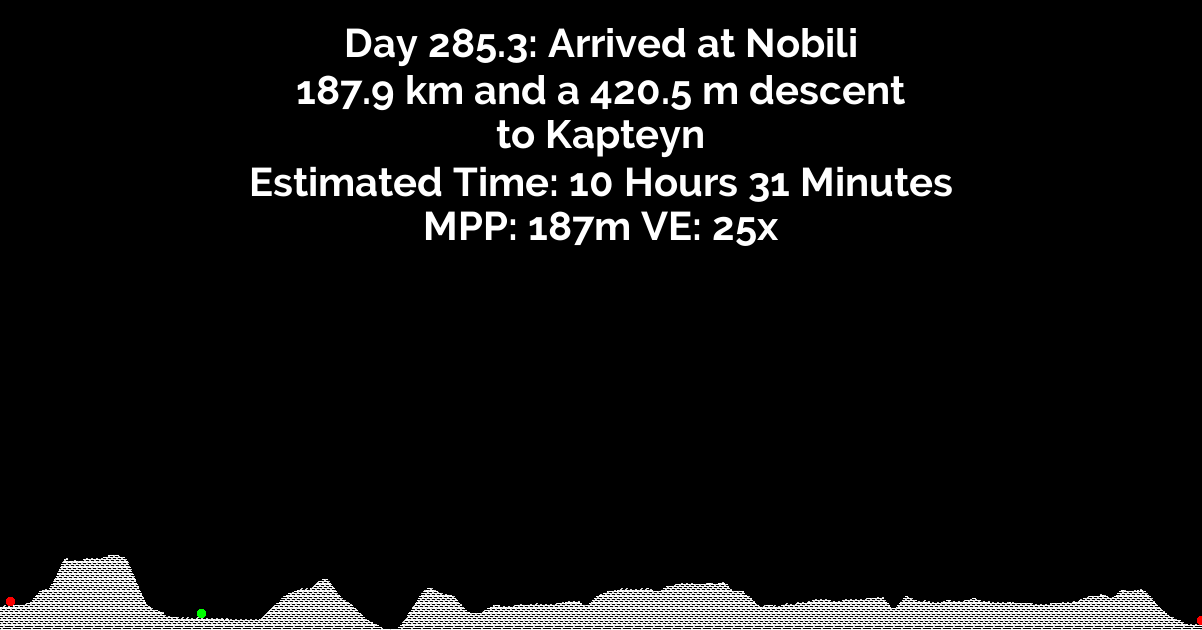 Day 285.3: Arrived at Nobili
187.9 km and a 420.5 m descent
to Kapteyn
Estimated Time: 10 Hours 31 Minutes
MPP: 187m VE: 25x